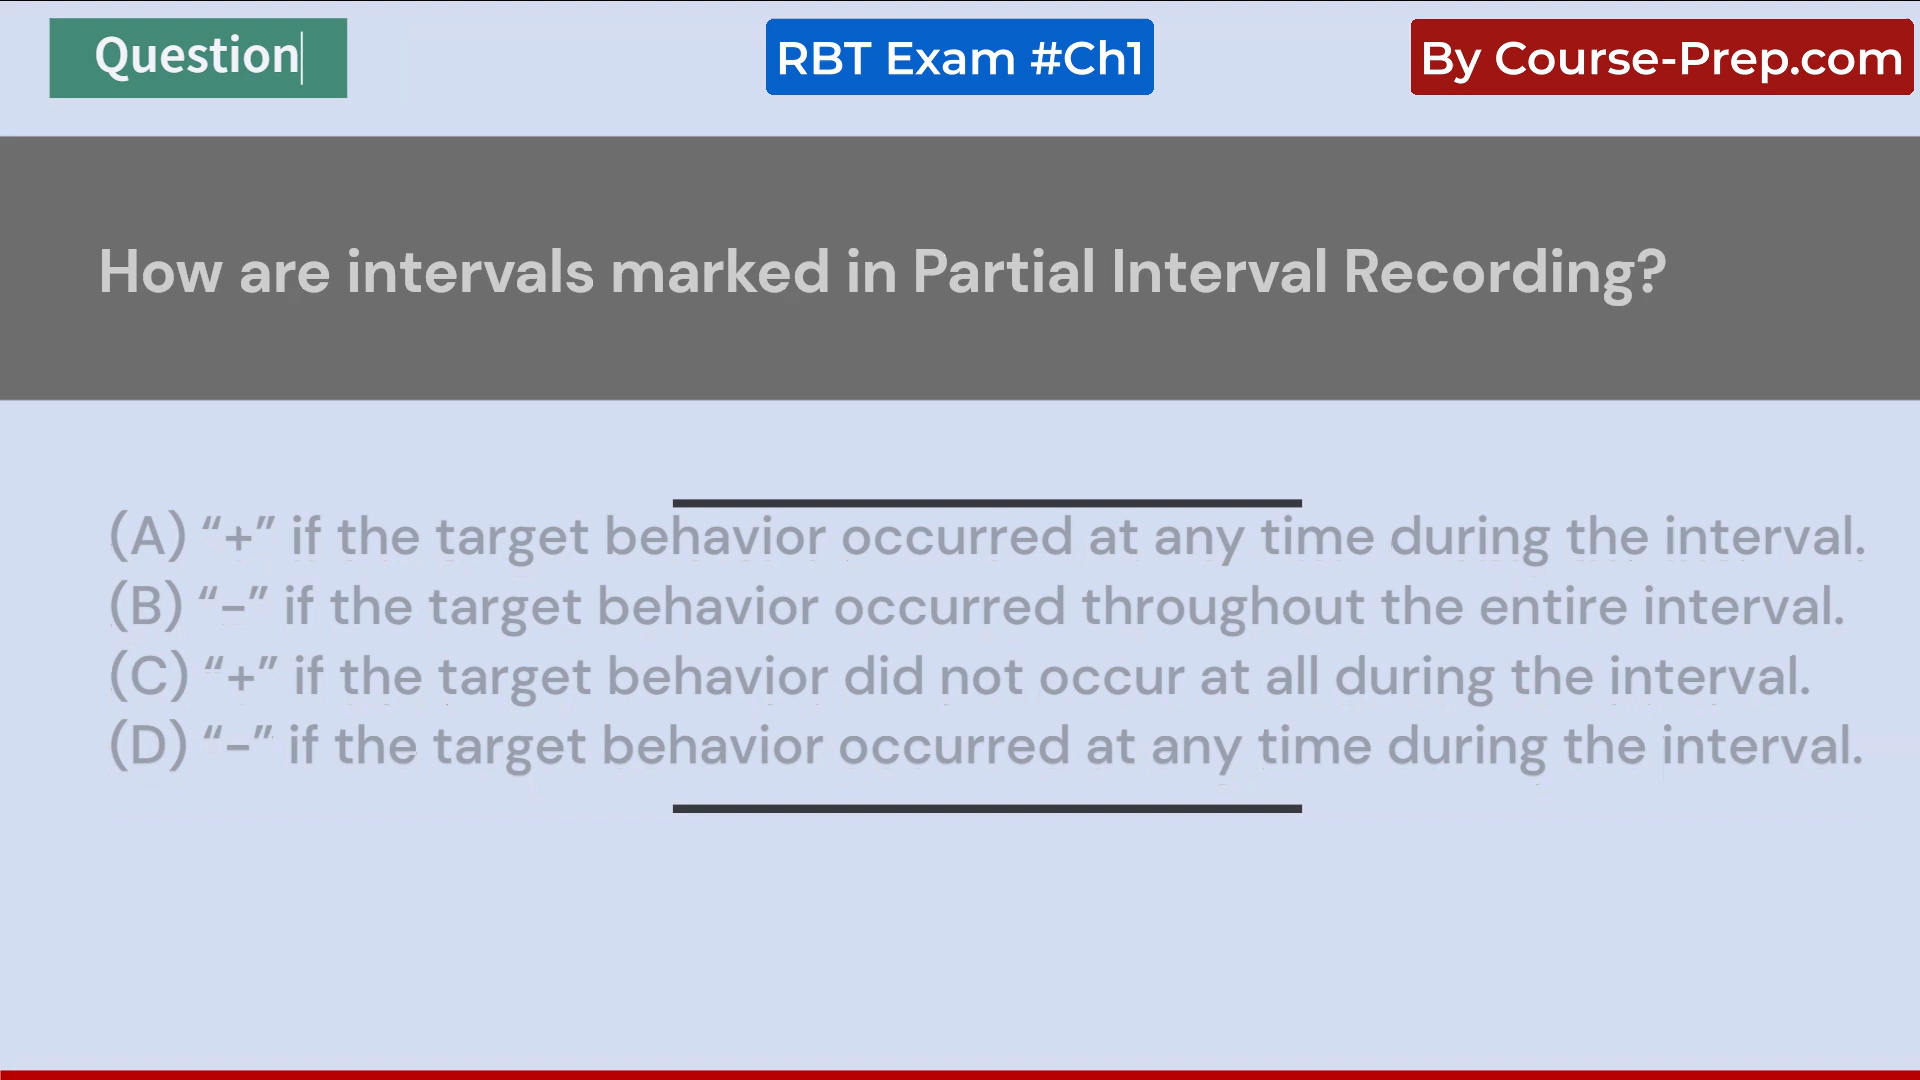 Question
RBT Exam #Ch1
By Course-Prep.com
How are intervals marked in Partial Interval Recording?
(A) “+” if the target behavior occurred at any time during the interval.
(B) “-” if the target behavior occurred throughout the entire interval.
(C) “+” if the target behavior did not occur at all during the interval.
(D) “-” if the target behavior occurred at any time during the interval.